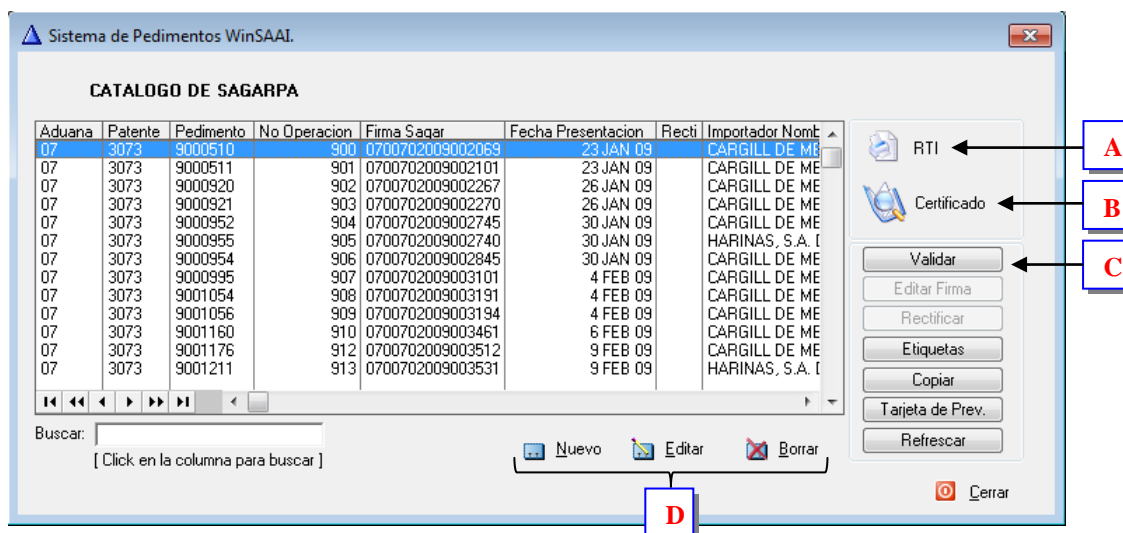 Sistema de Pedimentos WinSAAI.
CATALOGO DE SAGARPA
Aduana Patente Pedimento No Operacion Firma Sagar Fecha Presentacion Recti Importador Nomb
07 3073 9000510 900 0700702009002069 23 JAN 09 CARGILL DE ME
07 3073 9000511 901 0700702009002101 23 JAN 09 CARGILL DE ME
07 3073 9000920 902 0700702009002267 26 JAN 09 CARGILL DE ME
07 3073 9000921 903 0700702009002270 26 JAN 09 CARGILL DE ME
07 3073 9000952 904 0700702009002745 30 JAN 09 CARGILL DE ME
07 3073 9000955 905 0700702009002740 30 JAN 09 HARINAS, S.A. D
07 3073 9000954 906 0700702009002845 30 JAN 09 CARGILL DE ME
07 3073 9000995 907 0700702009003101 4 FEB 09 CARGILL DE ME
07 3073 9001054 908 0700702009003191 4 FEB 09 CARGILL DE ME
07 3073 9001056 909 0700702009003194 4 FEB 09 CARGILL DE ME
07 3073 9001160 910 0700702009003461 6 FEB 09 CARGILL DE ME
07 3073 9001176 912 0700702009003512 9 FEB 09 CARGILL DE ME
07 3073 9001211 913 0700702009003531 9 FEB 09 HARINAS, S.A. D
Buscar:
[ Click en la columna para buscar ]
Nuevo Editar Borrar
D
RTI
A
Certificado
B
Validar
C
Editar Firma
Rectificar
Etiquetas
Copiar
Tarjeta de Prev.
Refrescar
Cerrar